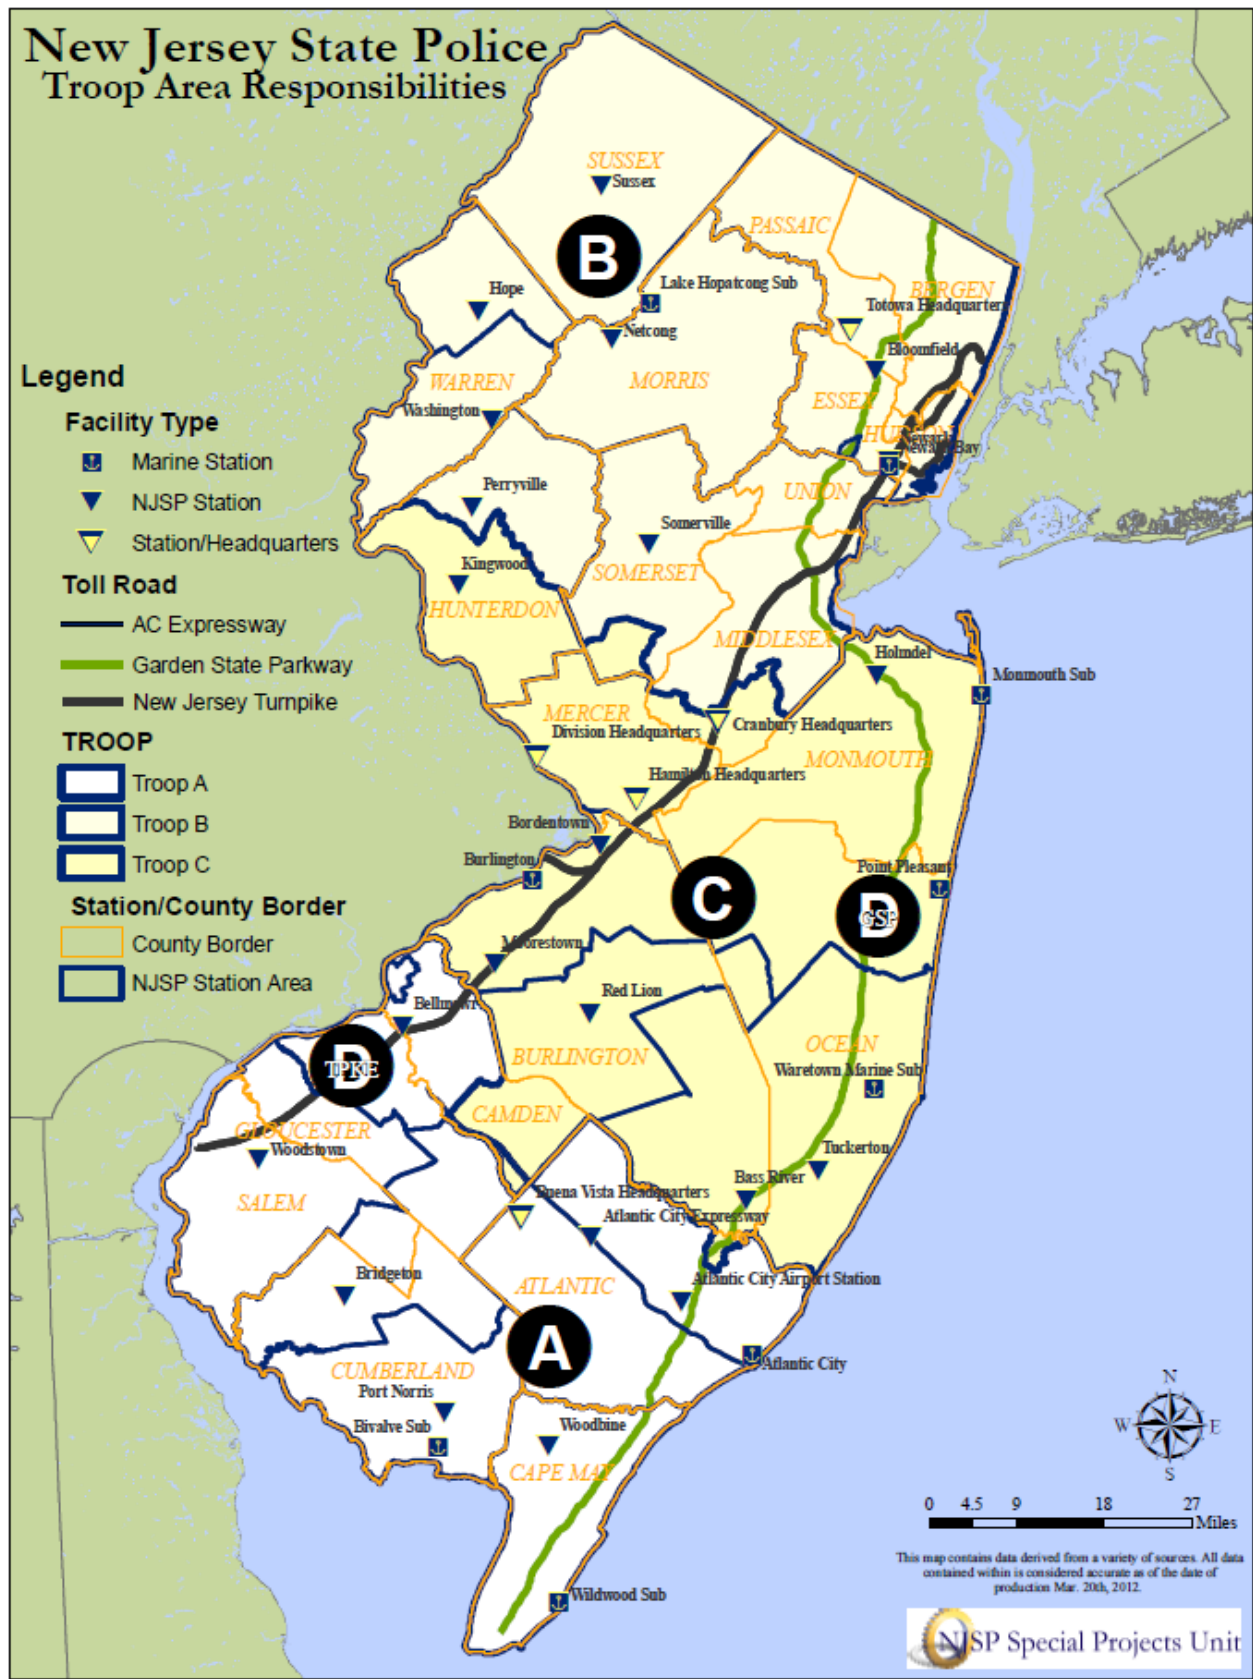 New Jersey State Police
Troop Area Responsibilities
SUSSEX
Sussex
B
PASSAIC
Hope
Lake Hopatcong Sub
BERGEN
Totowa Headquarter
Netcong
Bloomfield
WARREN
MORRIS
ESSEX
Washington
Newark
Newark Bay
Perryville
UNION
Somerville
Kingwood
SOMERSET
HUNTERDON
MIDDLESEX
Holmdel
Monmouth Sub
MERCER
Division Headquarters
Cranbury Headquarters
MONMOUTH
Hamilton Headquarters
Bordentown
Burlington
Point Pleasant
C
D
GSP
Moorestown
Red Lion
Bellmawr
BURLINGTON
OCEAN
D
TPKE
Waretown Marine Sub
CAMDEN
GLOUCESTER
Woodstown
Tuckerton
SALEM
Bass River
Buena Vista Headquarters
Atlantic City Expressway
Bridgeton
ATLANTIC
Atlantic City Airport Station
A
CUMBERLAND
Atlantic City
Port Norris
Bivalve Sub
Woodbine
CAPE MAY
Wildwood Sub
Legend
Facility Type
Marine Station
NJSP Station
Station/Headquarters
Toll Road
AC Expressway
Garden State Parkway
New Jersey Turnpike
TROOP
Troop A
Troop B
Troop C
Station/County Border
County Border
NJSP Station Area
N
W E
S
0 4.5 9 18 27
Miles
This map contains data derived from a variety of sources. All data
contained within is considered accurate as of the date of
production Mar. 20th, 2012.
NJSP Special Projects Unit